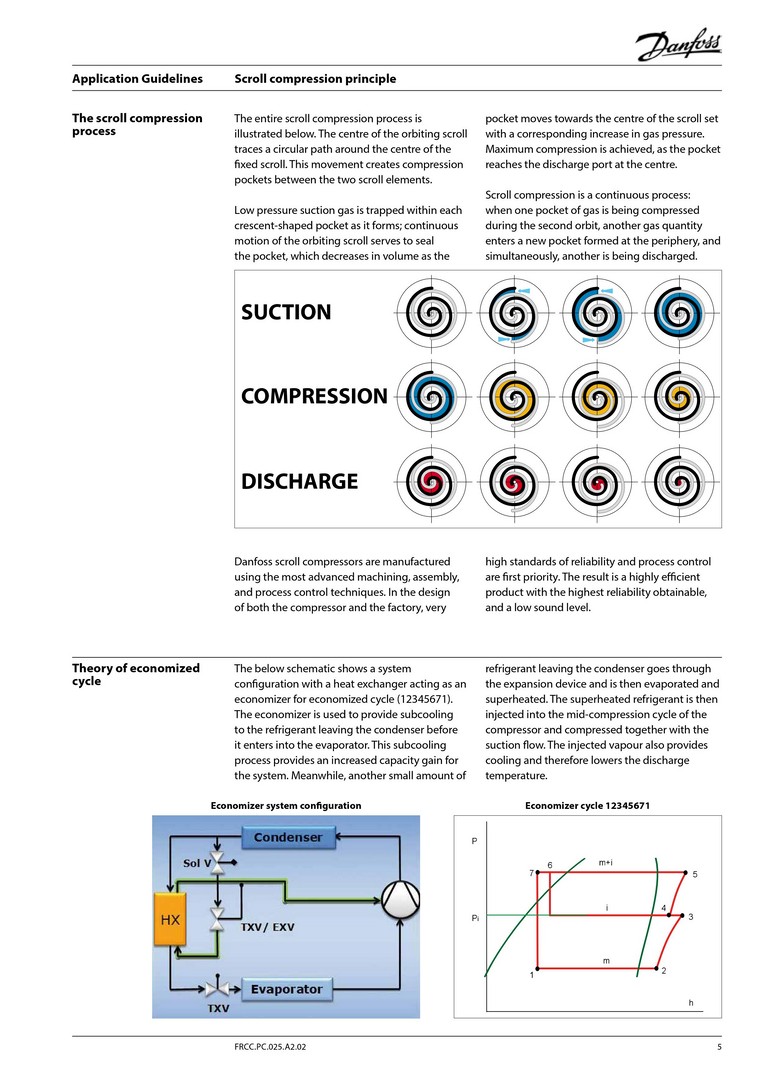 Danfoss
Application Guidelines
Scroll compression principle
The scroll compression
process
The entire scroll compression process is
illustrated below. The centre of the orbiting scroll
traces a circular path around the centre of the
fixed scroll. This movement creates compression
pockets between the two scroll elements.
Low pressure suction gas is trapped within each
crescent-shaped pocket as it forms; continuous
motion of the orbiting scroll serves to seal
the pocket, which decreases in volume as the
pocket moves towards the centre of the scroll set
with a corresponding increase in gas pressure.
Maximum compression is achieved, as the pocket
reaches the discharge port at the centre.
Scroll compression is a continuous process:
when one pocket of gas is being compressed
during the second orbit, another gas quantity
enters a new pocket formed at the periphery, and
simultaneously, another is being discharged.
SUCTION
COMPRESSION
DISCHARGE
Danfoss scroll compressors are manufactured
using the most advanced machining, assembly,
and process control techniques. In the design
of both the compressor and the factory, very
high standards of reliability and process control
are first priority. The result is a highly efficient
product with the highest reliability obtainable,
and a low sound level.
Theory of economized
cycle
The below schematic shows a system
configuration with a heat exchanger acting as an
economizer for economized cycle (12345671).
The economizer is used to provide subcooling
to the refrigerant leaving the condenser before
it enters into the evaporator. This subcooling
process provides an increased capacity gain for
the system. Meanwhile, another small amount of
refrigerant leaving the condenser goes through
the expansion device and is then evaporated and
superheated. The superheated refrigerant is then
injected into the mid-compression cycle of the
compressor and compressed together with the
suction flow. The injected vapour also provides
cooling and therefore lowers the discharge
temperature.
Economizer system configuration
Condenser
Sol V
HX
TXV/ EXV
Evaporator
TXV
Economizer cycle 12345671
P
7
6
m+i
5
Pi
i
4
3
m
1
2
h
FRCC.PC.025.A2.02
5